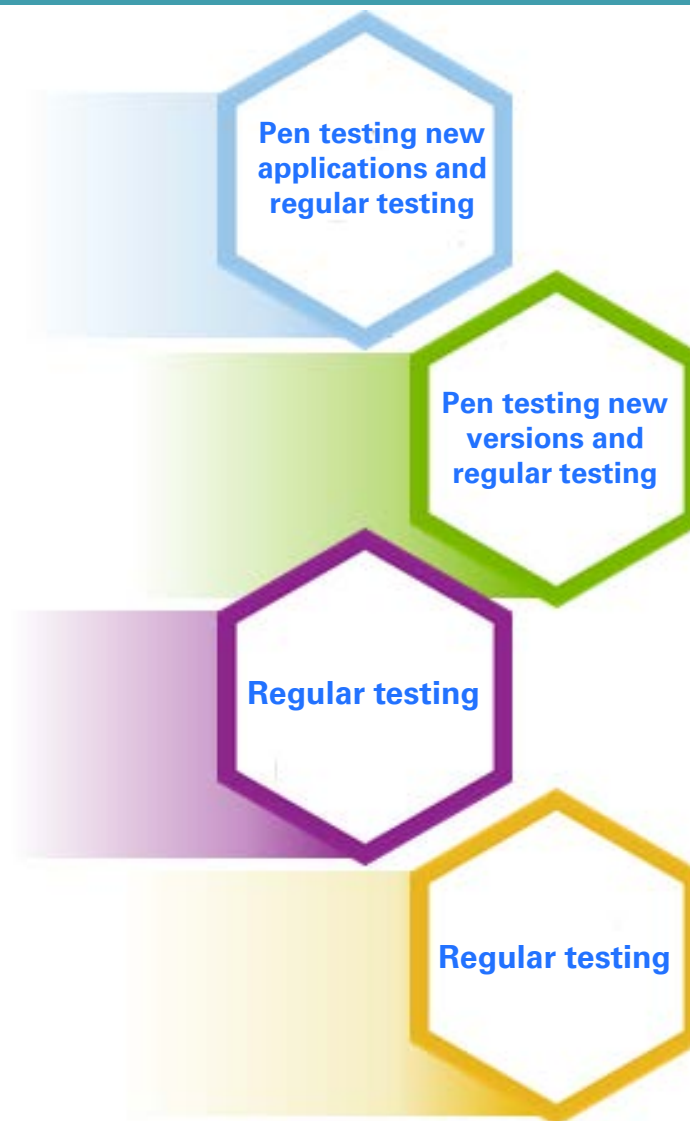 Pen testing new
applications and
regular testing
Pen testing new
versions and
regular testing
Regular testing
Regular testing